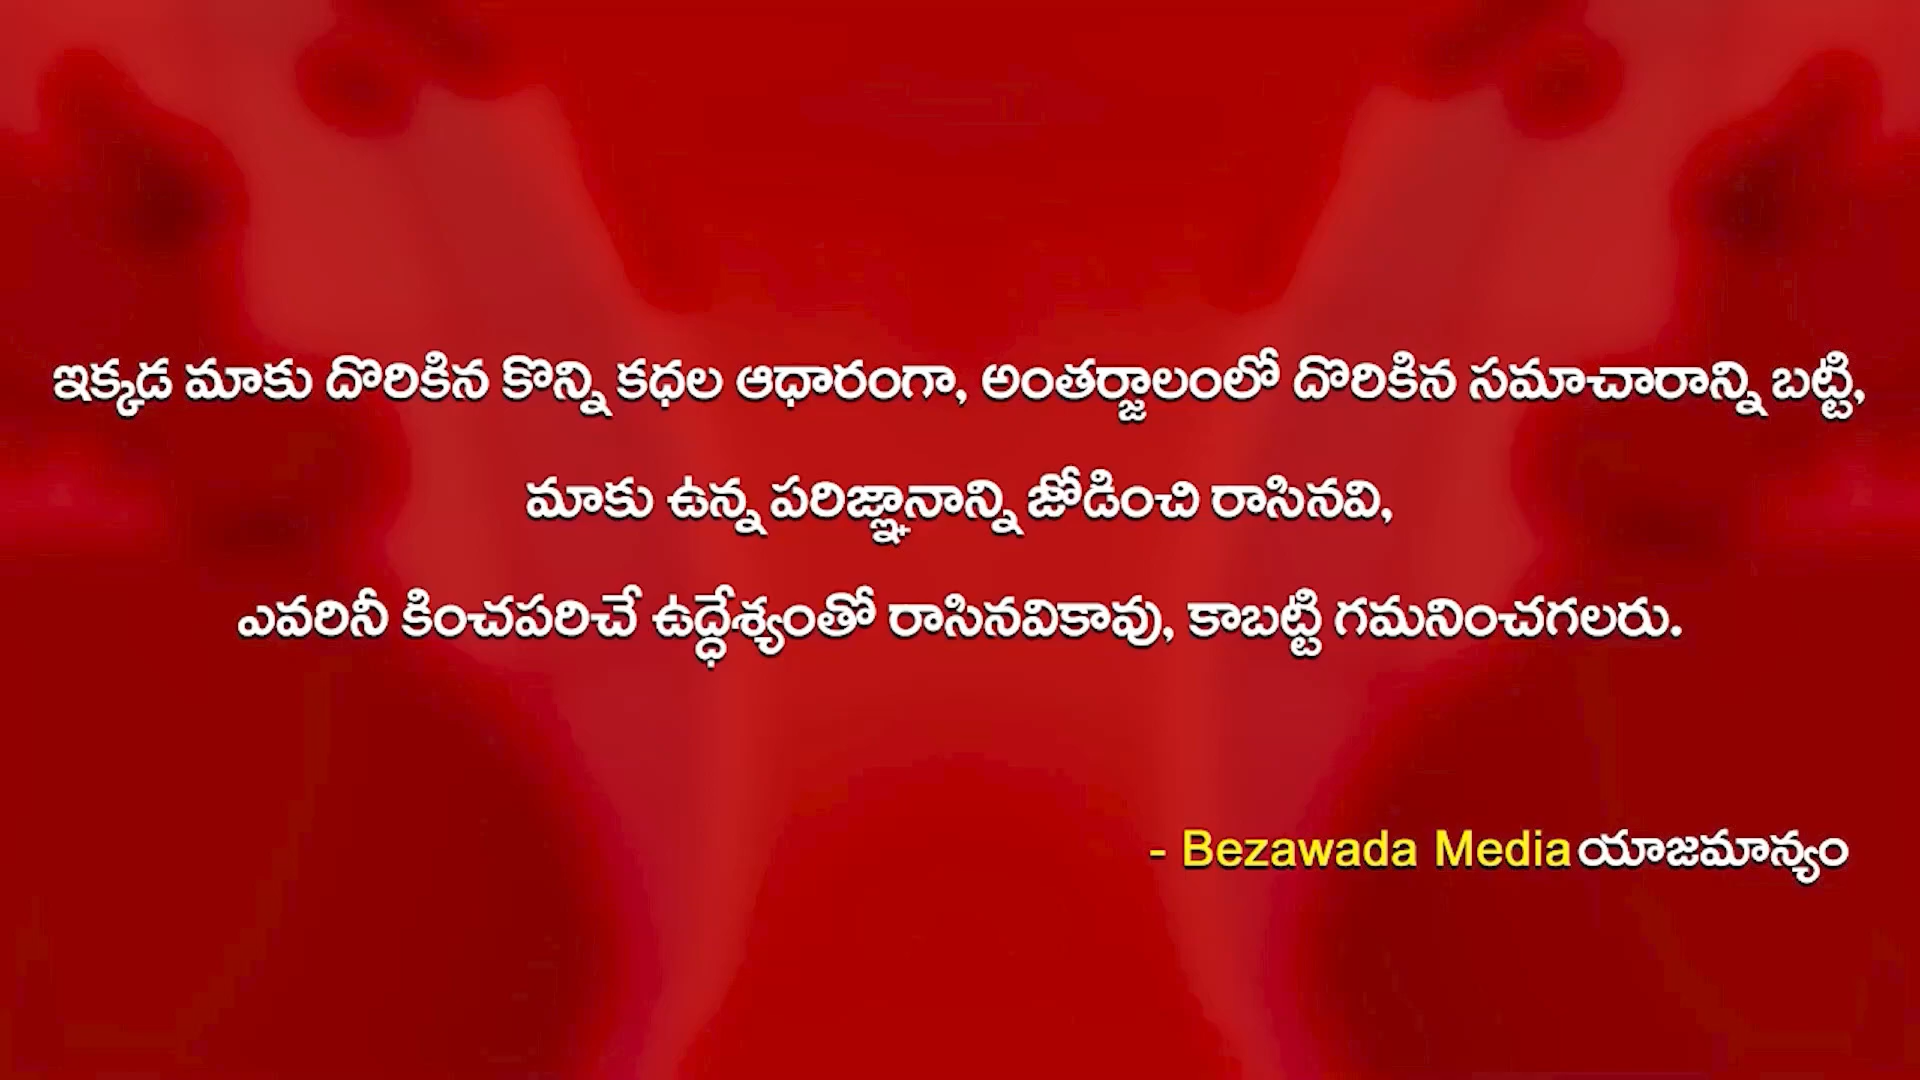 ఇక్కడ మాకు దొరికిన కొన్ని కధల ఆధారంగా, అంతర్జాలంలో దొరికిన సమాచారాన్ని బట్టి,
మాకు ఉన్న పరిజ్ఞానాన్ని జోడించి రాసినవి,
ఎవరినీ కించపరిచే ఉద్ధేశ్యంతో రాసినవికావు, కాబట్టి గమనించగలరు.
- Bezawada Media యాజమాన్యం